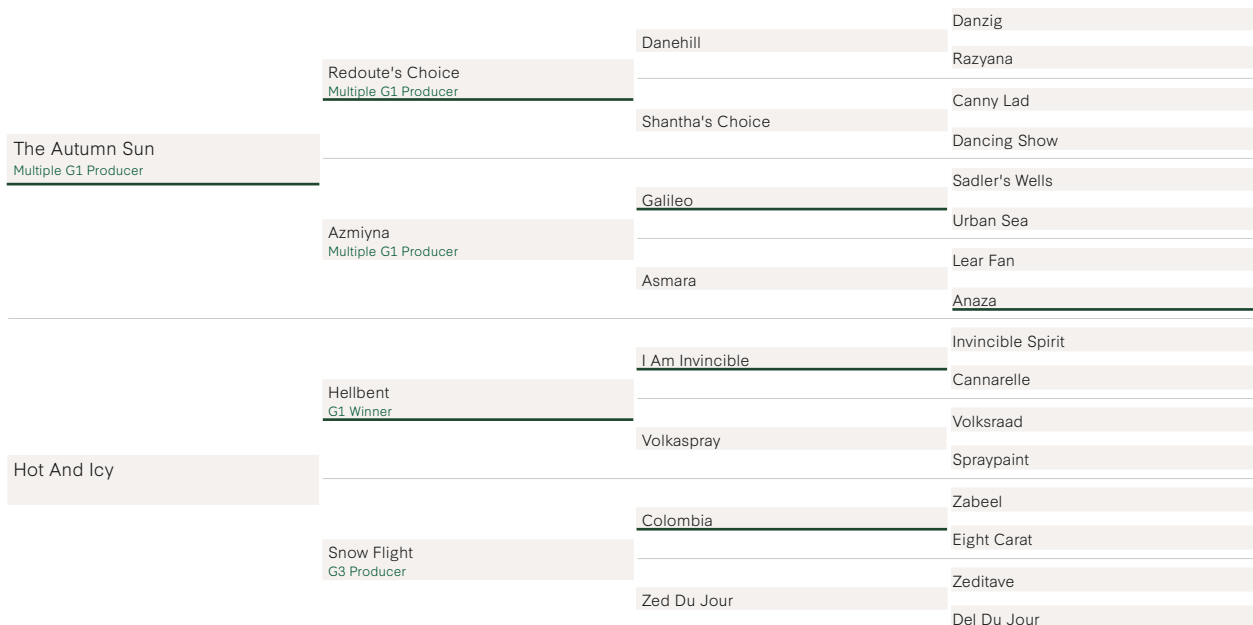 The Autumn Sun
Multiple G1 Producer
Redoute's Choice
Multiple G1 Producer
Danehill
Danzig
Razyana
Shantha's Choice
Canny Lad
Dancing Show
Azmiyna
Multiple G1 Producer
Galileo
Sadler's Wells
Urban Sea
Asmara
Lear Fan
Anaza
Hot And Icy
Hellbent
G1 Winner
I Am Invincible
Invincible Spirit
Cannarelle
Volkaspray
Volksraad
Spraypaint
Snow Flight
G3 Producer
Colombia
Zabeel
Eight Carat
Zed Du Jour
Zeditave
Del Du Jour